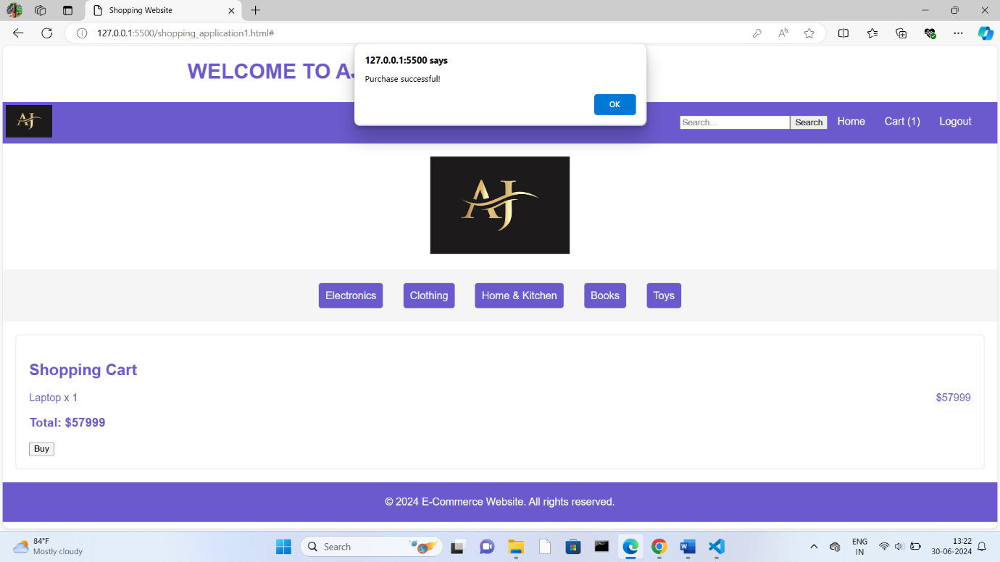 Shopping Website
127.0.0.1:5500/shopping_application1.html#
127.0.0.1:5500 says
Purchase successful!
OK
WELCOME TO AJ
AJ
Search...
Search
Home
Cart (1)
Logout
AJ
Electronics
Clothing
Home & Kitchen
Books
Toys
Shopping Cart
Laptop x 1
$57999
Total: $57999
Buy
© 2024 E-Commerce Website. All rights reserved.
84°F
Mostly cloudy
Search
ENG
IN
13:22
30-06-2024